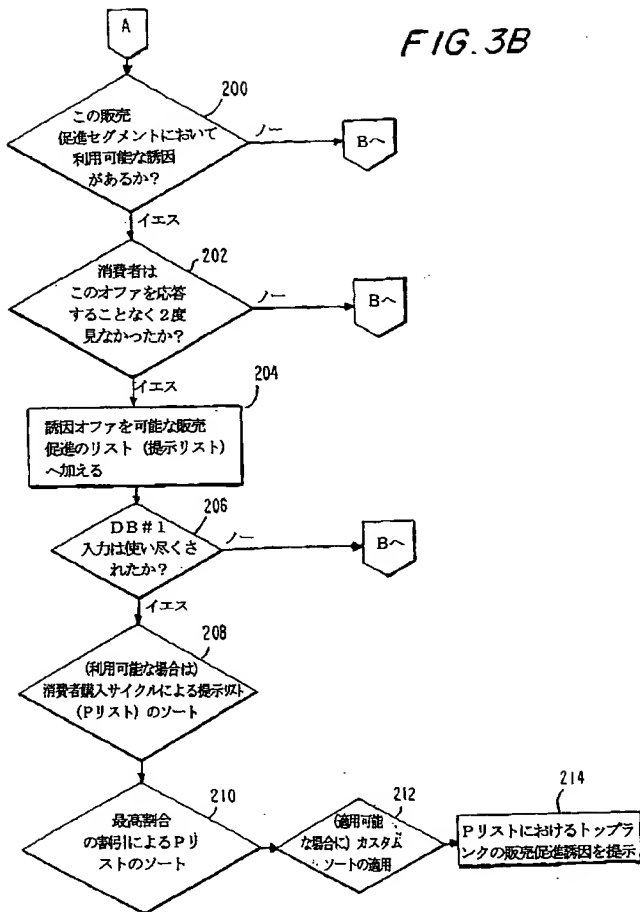 FIG. 3B
A
200
この販売
促進セグメントにおいて
利用可能な誘因
があるか?
ノー
Bへ
イエス
202
消費者は
このオファを応答
することなく2度
見なかったか?
ノー
Bへ
イエス
204
誘因オファを可能な販売
促進のリスト(提示リスト)
へ加える
206
DB#1
入力は使い尽くさ
れたか?
ノー
Bへ
イエス
208
(利用可能な場合は)
消費者購入サイクルによる提示リスト
(Pリスト)のソート
210
最高割合
の割引によるPリ
ストのソート
212
(適用可能
な場合に)カスタム
ソートの適用
214
Pリストにおけるトップラ
ンクの販売促進誘因を提示